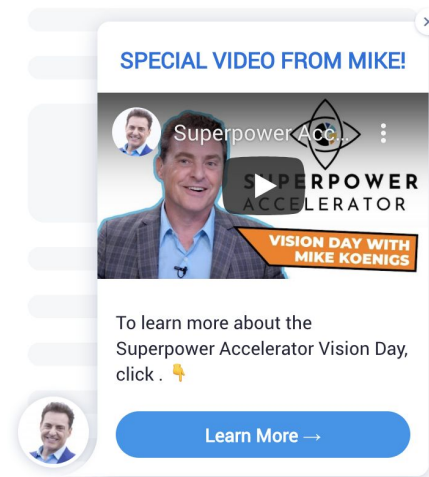 SPECIAL VIDEO FROM MIKE!
Superpower Acc...
SUPERPOWER
ACCELERATOR
VISION DAY WITH
MIKE KOENIGS
To learn more about the
Superpower Accelerator Vision Day,
click . 👇
Learn More →